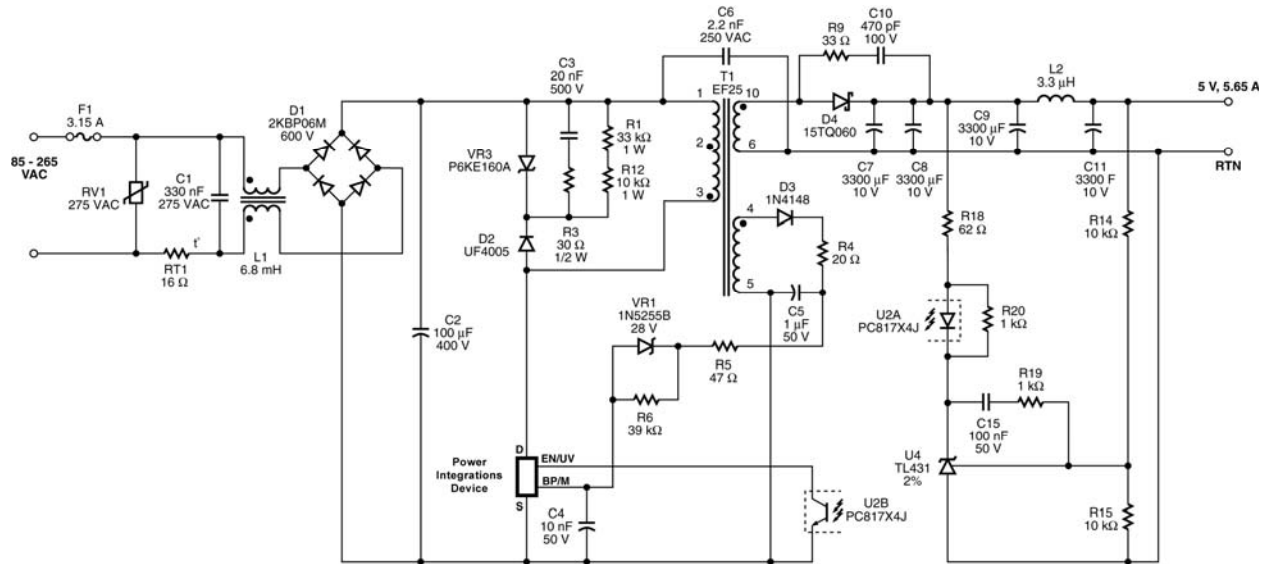 C6
2.2 nF
250 VAC
R9
33 Ω
C10
470 pF
100 V
C3
20 nF
500 V
T1
EF25
L2
3.3 µH
5 V, 5.65 A
F1
3.15 A
D1
2KBP06M
600 V
1
10
D4
15TQ060
R1
33 kΩ
1 W
C9
3300 µF
10 V
85 - 265
VAC
VR3
P6KE160A
2
6
RTN
RV1
275 VAC
C1
330 nF
275 VAC
R12
10 kΩ
1 W
C7
3300 µF
10 V
C8
3300 µF
10 V
C11
3300 F
10 V
3
D3
1N4148
4
R18
62 Ω
R14
10 kΩ
t°
RT1
16 Ω
L1
6.8 mH
D2
UF4005
R3
30 Ω
1/2 W
R4
20 Ω
5
C5
1 µF
50 V
VR1
1N5255B
28 V
U2A
PC817X4J
R20
1 kΩ
C2
100 µF
400 V
R5
47 Ω
R6
39 kΩ
R19
1 kΩ
C15
100 nF
50 V
D
Power
Integrations
Device
EN/UV
BP/M
S
U4
TL431
2%
C4
10 nF
50 V
U2B
PC817X4J
R15
10 kΩ